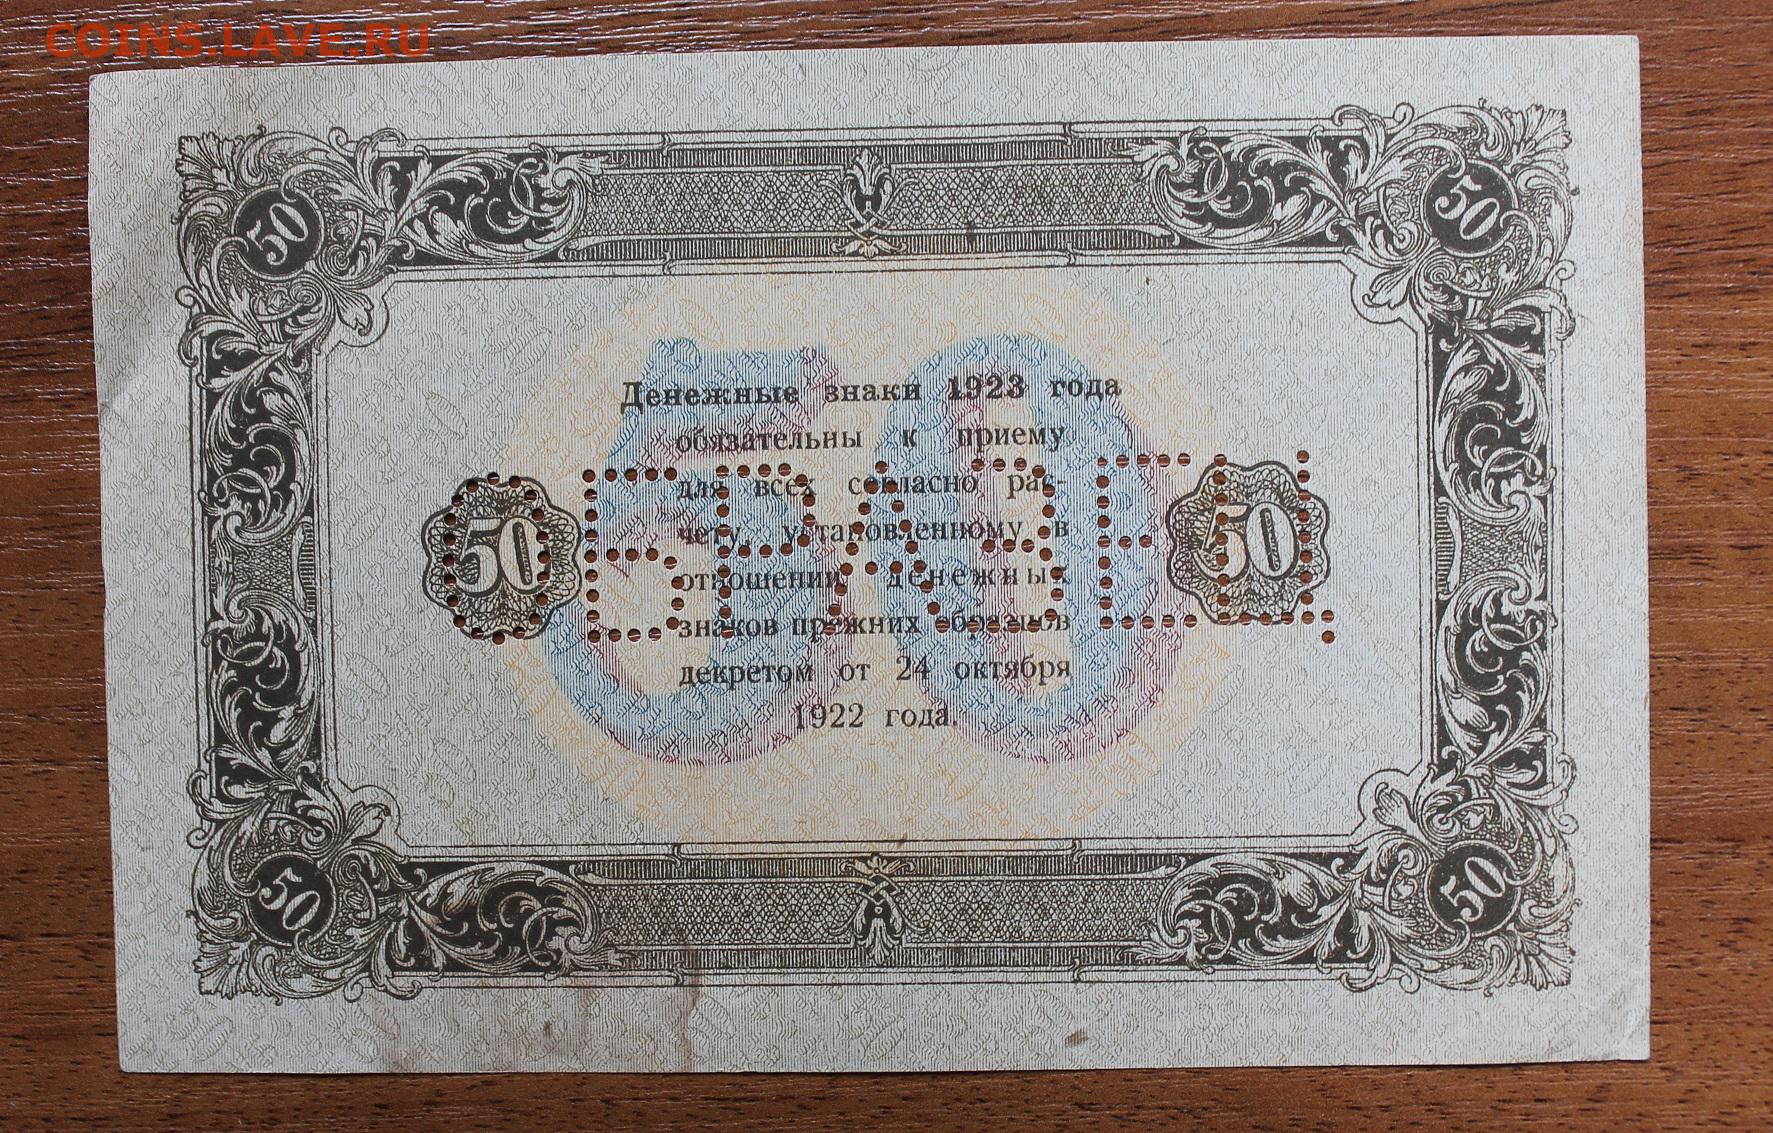 COINS.LAVE.RU
50 50
Денежные знаки 1923 года
обязательны к приему
для всех согласно рас-
чету, установленному в
50 ОБРАЗЕЦ 50
отношении денежных
знаков прежних образцов
декретом от 24 октября
1922 года.
50 50